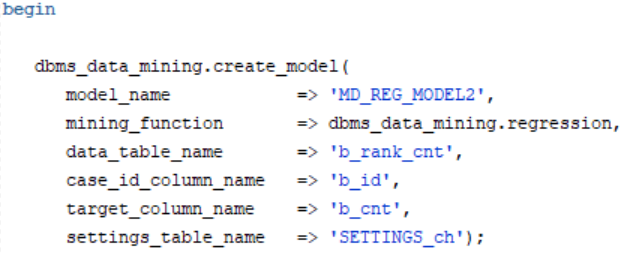 begin
dbms_data_mining.create_model(
model_name => 'MD_REG_MODEL2',
mining_function => dbms_data_mining.regression,
data_table_name => 'b_rank_cnt',
case_id_column_name => 'b_id',
target_column_name => 'b_cnt',
settings_table_name => 'SETTINGS_ch');